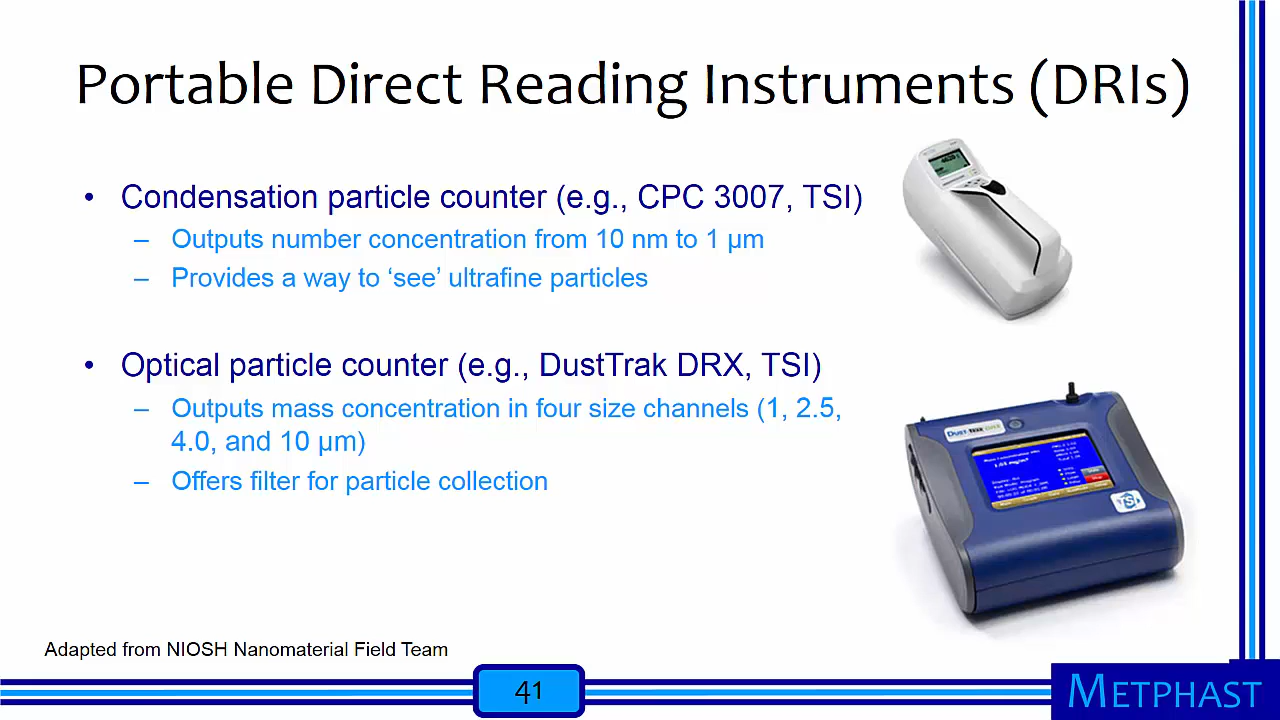 Portable Direct Reading Instruments (DRIs)
• Condensation particle counter (e.g., CPC 3007, TSI)
– Outputs number concentration from 10 nm to 1 µm
– Provides a way to ‘see’ ultrafine particles
• Optical particle counter (e.g., DustTrak DRX, TSI)
– Outputs mass concentration in four size channels (1, 2.5,
4.0, and 10 µm)
– Offers filter for particle collection
DUSTTRAK DRX
TSI
Adapted from NIOSH Nanomaterial Field Team
41
METPHAST